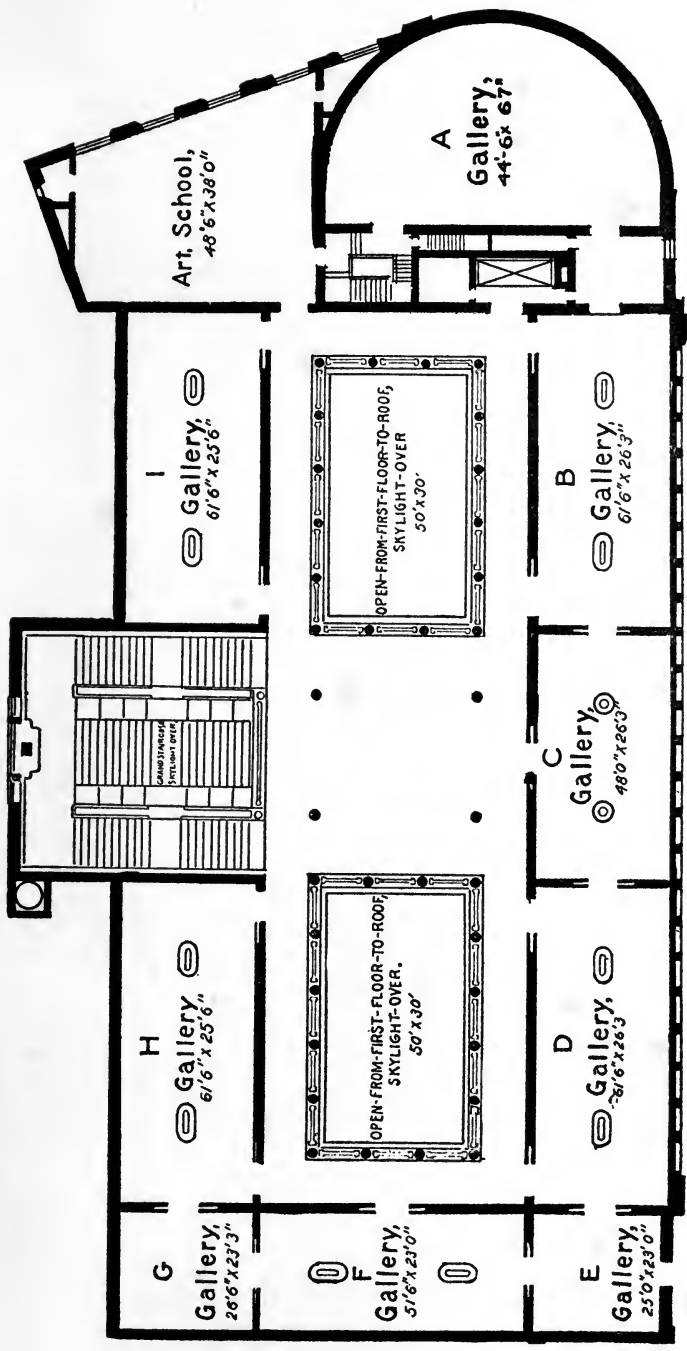 Art. School,
48'6"X38'0"
A
Gallery,
44'-6"x 67"
I
Gallery,
61'6"X25'6"
OPEN-FROM-FIRST-FLOOR-TO-ROOF,
SKYLIGHT-OVER
50'X30'
B
Gallery,
61'6"X26'3"
GRAND STAIRCASE
SKYLIGHT OVER.
C
Gallery,
48'0"X26'3"
H
Gallery
61'6"X25'6"
OPEN-FROM-FIRST-FLOOR-TO-ROOF,
SKYLIGHT-OVER.
50'X30'
D
Gallery,
61'6"X26'3
G
Gallery,
26'6"X23'3"
F
Gallery,
51'6"X23'0"
E
Gallery,
25'0"X23'0"